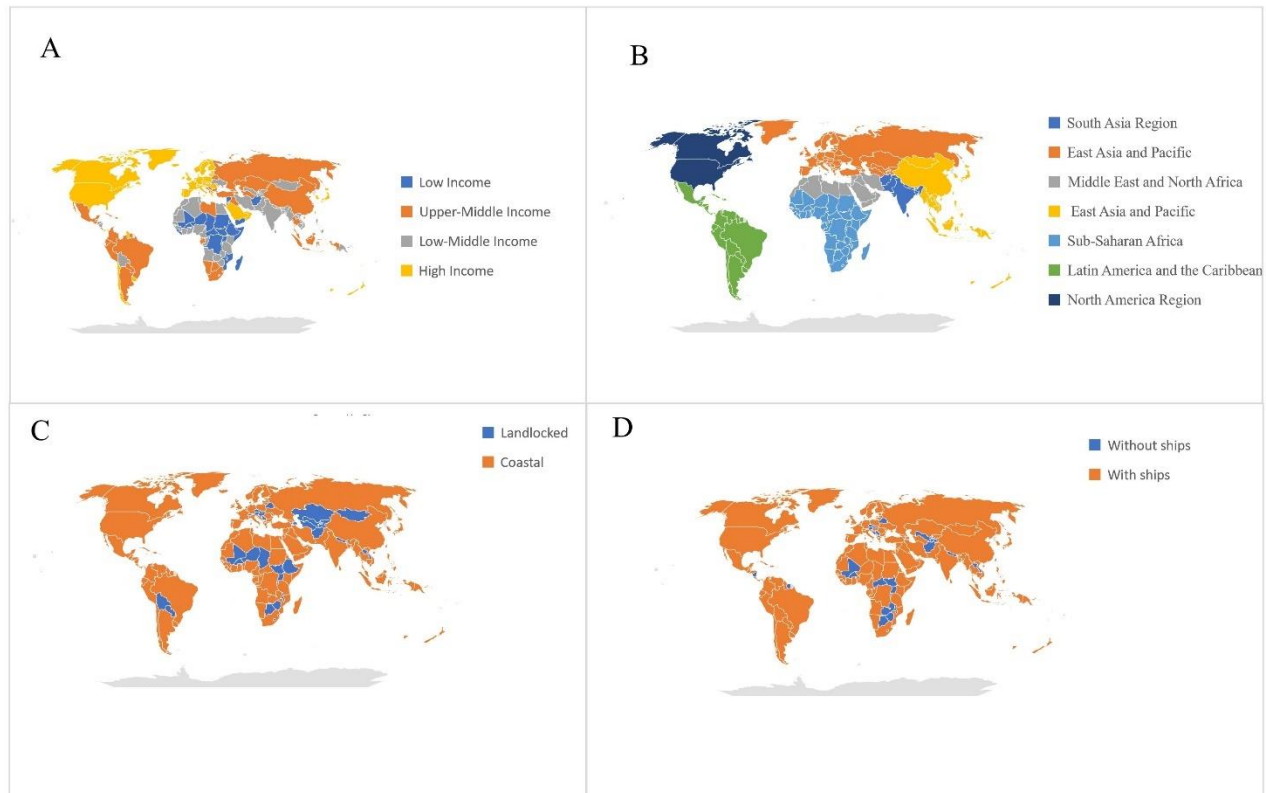 A
Low Income
Upper-Middle Income
Low-Middle Income
High Income
B
South Asia Region
East Asia and Pacific
Middle East and North Africa
East Asia and Pacific
Sub-Saharan Africa
Latin America and the Caribbean
North America Region
C
Landlocked
Coastal
D
Without ships
With ships